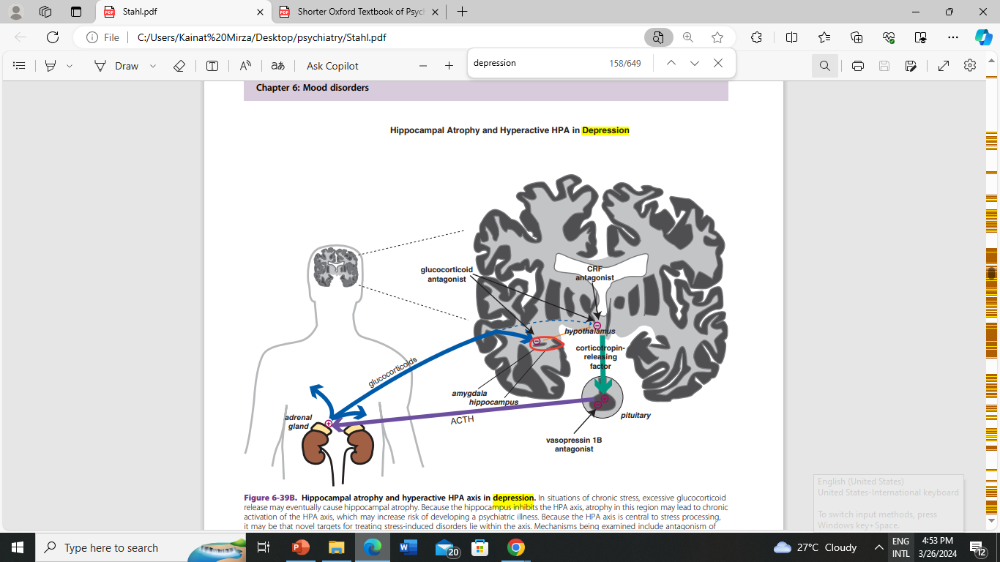 Stahl.pdf
Shorter Oxford Textbook of Psych
File
C:/Users/Kainat%20Mirza/Desktop/psychiatry/Stahl.pdf
Draw
Ask Copilot
depression
158/649
Chapter 6: Mood disorders
Hippocampal Atrophy and Hyperactive HPA in Depression
glucocorticoid
antagonist
CRF
antagonist
hypothalamus
corticotropin-
releasing
factor
glucocorticoids
amygdala
hippocampus
adrenal
gland
ACTH
pituitary
vasopressin 1B
antagonist
Figure 6-39B. Hippocampal atrophy and hyperactive HPA axis in depression. In situations of chronic stress, excessive glucocorticoid
release may eventually cause hippocampal atrophy. Because the hippocampus inhibits the HPA axis, atrophy in this region may lead to chronic
activation of the HPA axis, which may increase risk of developing a psychiatric illness. Because the HPA axis is central to stress processing,
it may be that novel targets for treating stress-induced disorders lie within the axis. Mechanisms being examined include antagonism of
English (United States)
United States-International keyboard
To switch input methods, press
Windows key+Space.
Type here to search
20
27°C Cloudy
ENG
INTL
4:53 PM
3/26/2024
12